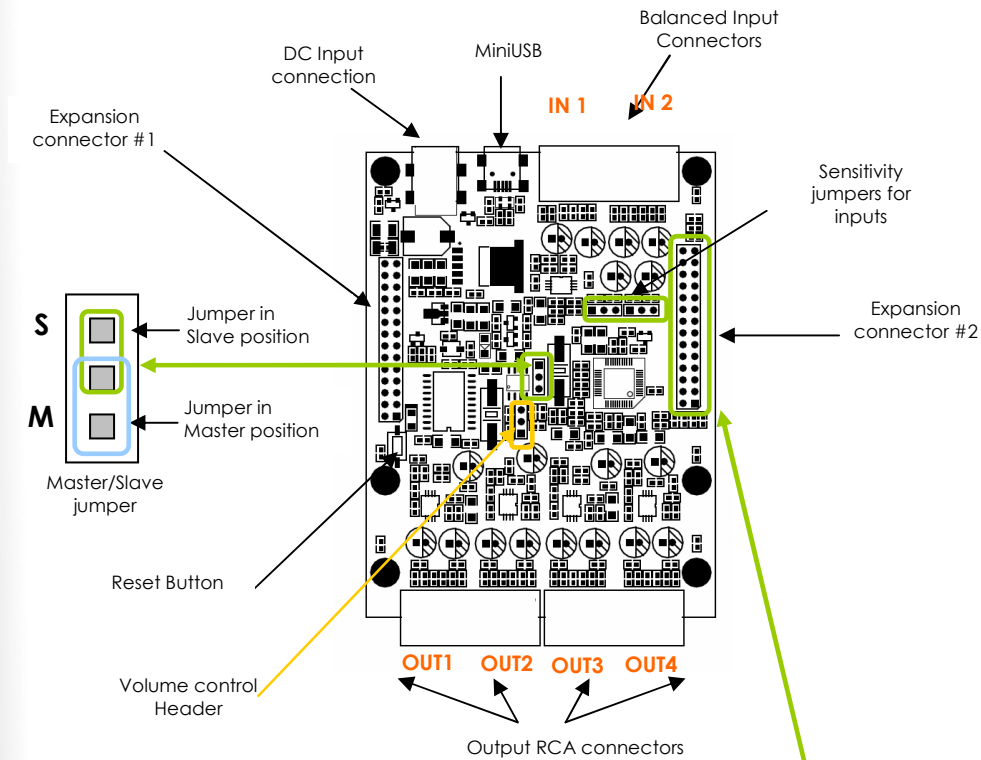 Balanced Input
Connectors
MiniUSB
DC Input
connection
IN 1
IN 2
Expansion
connector #1
Sensitivity
jumpers for
inputs
S
Jumper in
Slave position
Expansion
connector #2
M
Jumper in
Master position
Master/Slave
jumper
Reset Button
OUT1
OUT2
OUT3
OUT4
Volume control
Header
Output RCA connectors